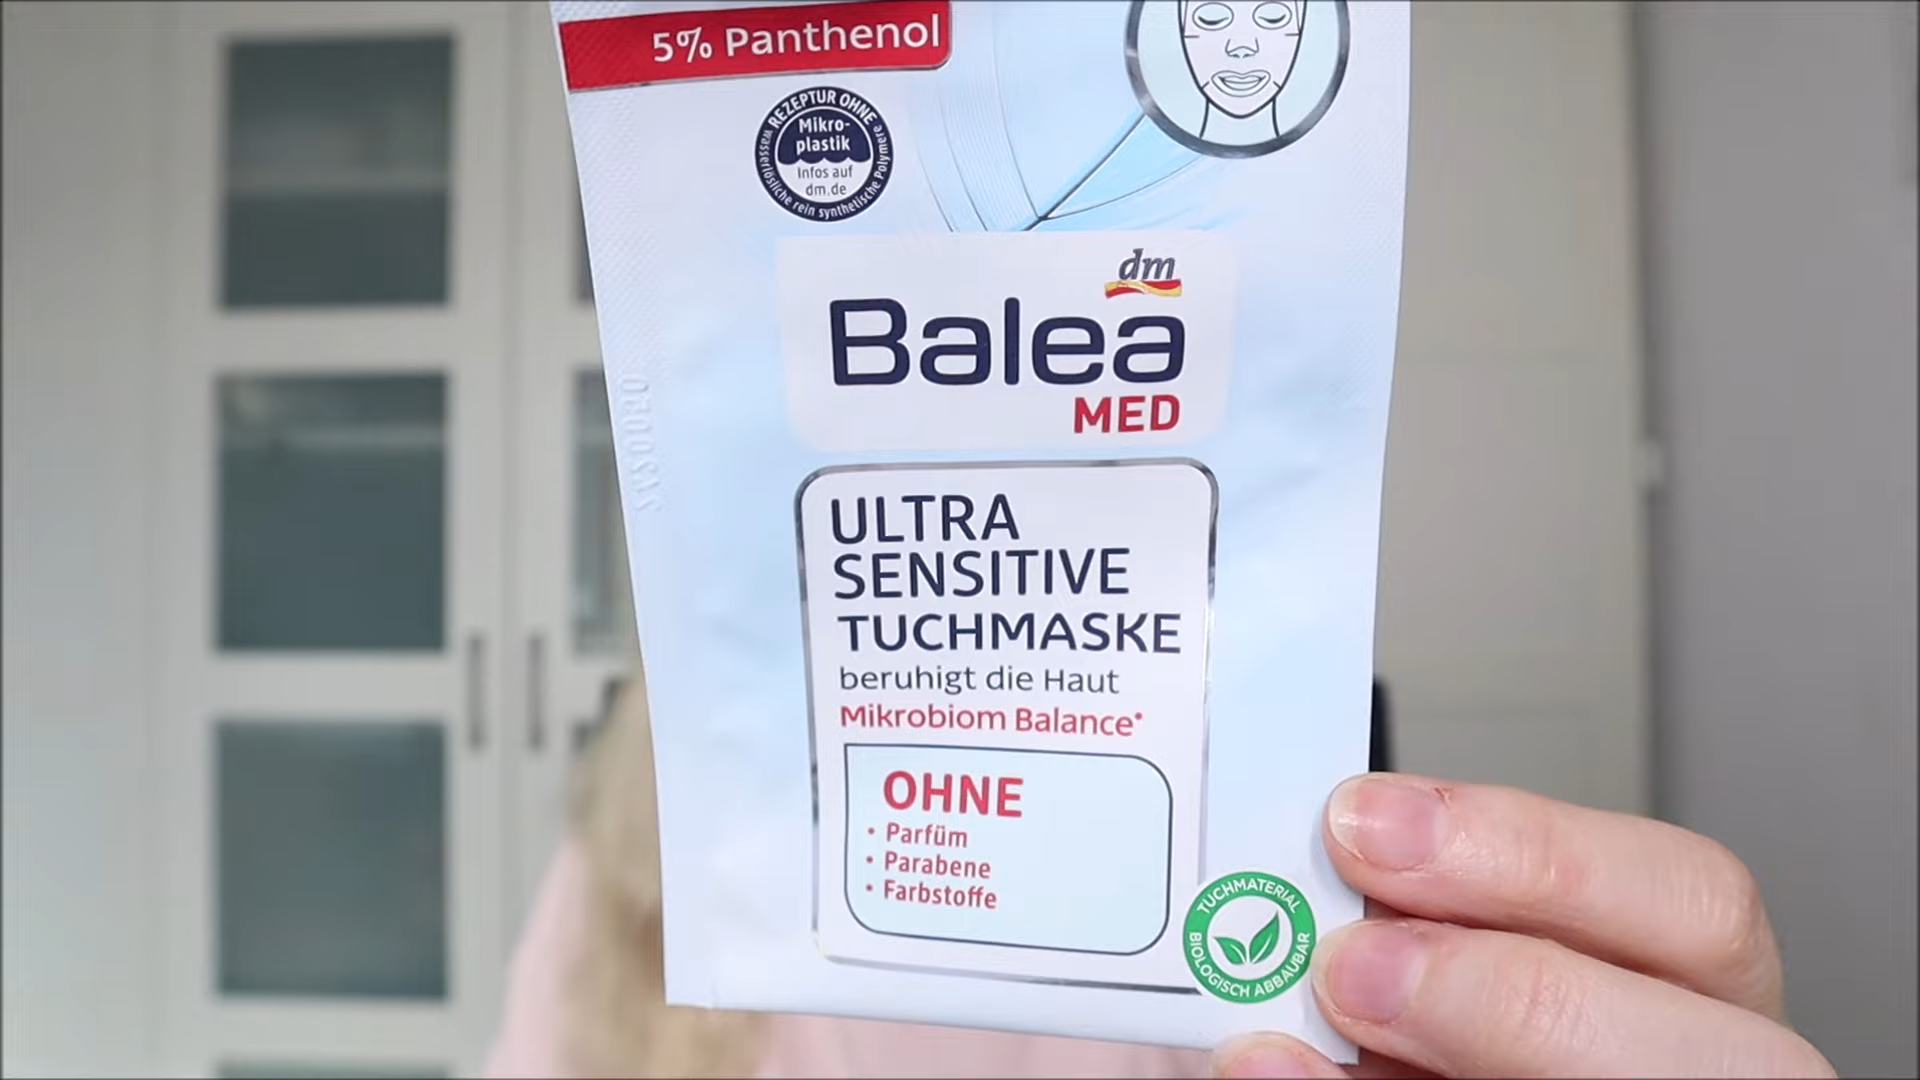 5% Panthenol
REZEPTUR OHNE
Mikro-
plastik
Infos auf
dm.de
wasserlösliche rein synthetische Polymere
dm
Balea
MED
ULTRA
SENSITIVE
TUCHMASKE
beruhigt die Haut
Mikrobiom Balance*
OHNE
• Parfüm
• Parabene
• Farbstoffe
TUCHMATERIAL
BIOLOGISCH ABBAUBAR